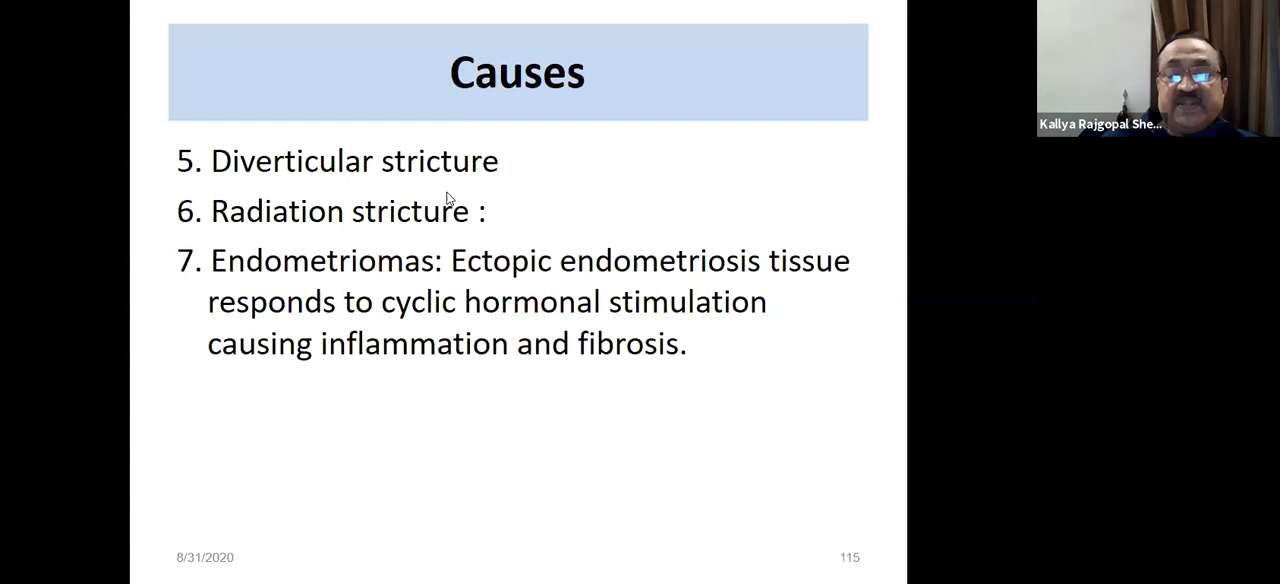 Causes
Kallya Rajgopal She...
5. Diverticular stricture
6. Radiation stricture :
7. Endometriomas: Ectopic endometriosis tissue
responds to cyclic hormonal stimulation
causing inflammation and fibrosis.
8/31/2020
115